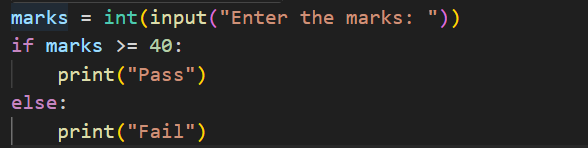 marks = int(input("Enter the marks: "))
if marks >= 40:
    print("Pass")
else:
    print("Fail")